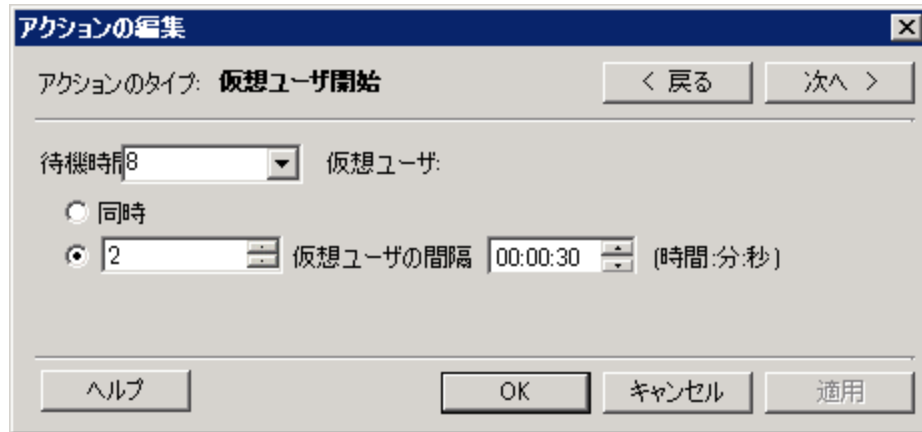 アクションの編集
アクションのタイプ: 仮想ユーザ開始 < 戻る 次へ >
待機時間 8 仮想ユーザ:
同時
2 仮想ユーザの間隔 00:00:30 (時間:分:秒)
ヘルプ OK キャンセル 適用